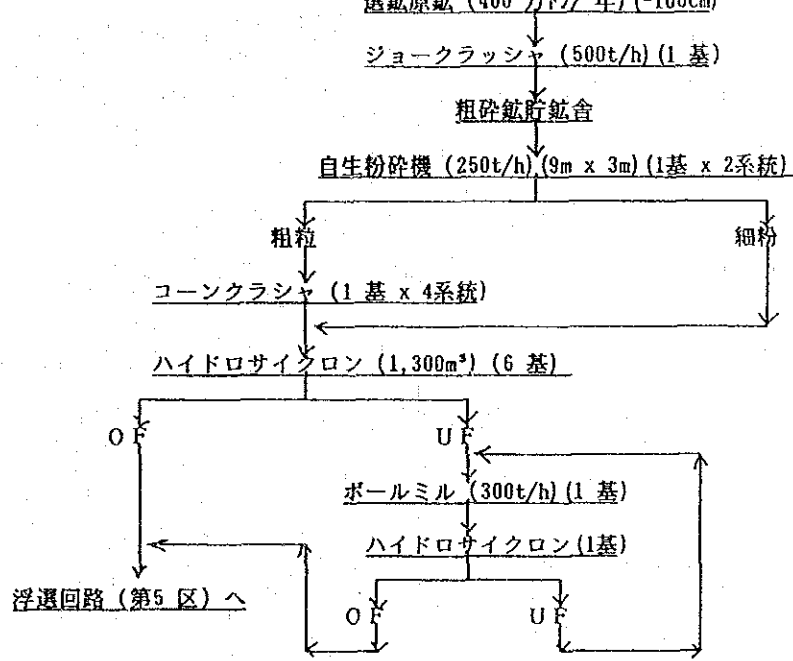 選鉱原鉱 (400 万トン/ 年) (-100cm)
ジョークラッシャ (500t/h) (1 基)
粗砕鉱貯鉱舎
自生粉砕機 (250t/h) (9m x 3m) (1基 x 2系統)
粗粒
細粉
コーンクラシャ (1 基 x 4系統)
ハイドロサイクロン (1,300m³) (6 基)
O F
U F
ボールミル (300t/h) (1 基)
ハイドロサイクロン (1基)
浮選回路 (第5 区) へ
O F
U F